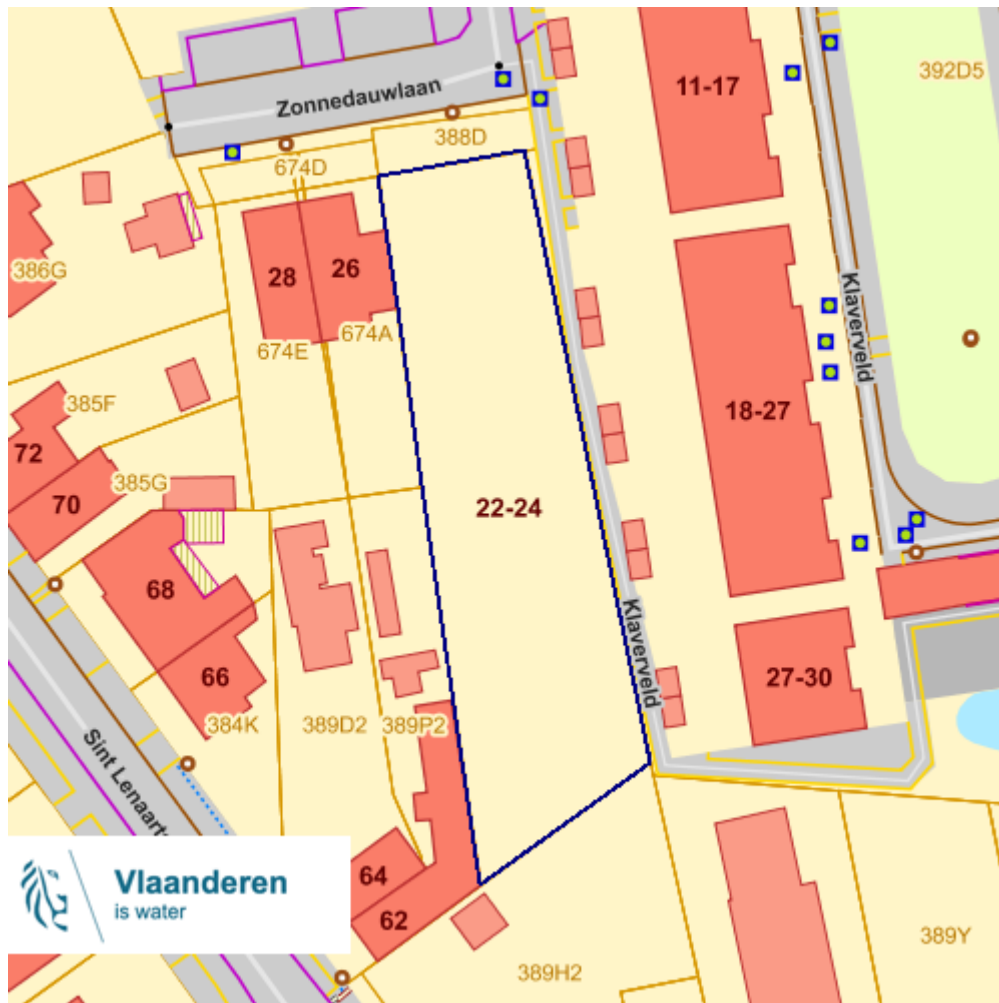 Zonnedauwlaan
388D
674D
11-17
392D5
386G
28
26
674E
674A
Klaverveld
18-27
385F
72
70
385G
22-24
68
66
384K
389D2
389P2
Klaverveld
27-30
Sint Lenaart
64
62
Vlaanderen
is water
389H2
389Y